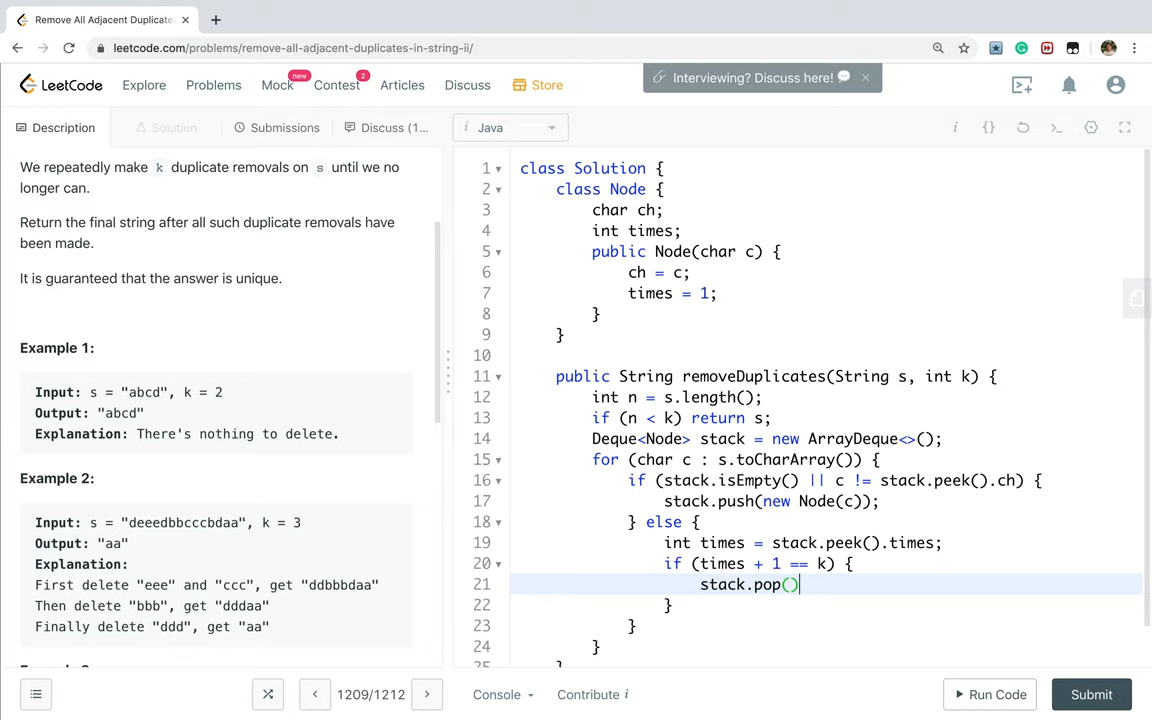 Remove All Adjacent Duplicate
leetcode.com/problems/remove-all-adjacent-duplicates-in-string-ii/
LeetCode Explore Problems Mock new Contest 2 Articles Discuss Store
Interviewing? Discuss here!
Description Solution Submissions Discuss (1... i Java
We repeatedly make k duplicate removals on s until we no
longer can.
Return the final string after all such duplicate removals have
been made.
It is guaranteed that the answer is unique.
Example 1:
Input: s = "abcd", k = 2
Output: "abcd"
Explanation: There's nothing to delete.
Example 2:
Input: s = "deeedbbcccbdaa", k = 3
Output: "aa"
Explanation:
First delete "eee" and "ccc", get "ddbbbdaa"
Then delete "bbb", get "dddaa"
Finally delete "ddd", get "aa"
1 class Solution {
2 class Node {
3 char ch;
4 int times;
5 public Node(char c) {
6 ch = c;
7 times = 1;
8 }
9 }
10
11 public String removeDuplicates(String s, int k) {
12 int n = s.length();
13 if (n < k) return s;
14 Deque<Node> stack = new ArrayDeque<>();
15 for (char c : s.toCharArray()) {
16 if (stack.isEmpty() || c != stack.peek().ch) {
17 stack.push(new Node(c));
18 } else {
19 int times = stack.peek().times;
20 if (times + 1 == k) {
21 stack.pop()
22 }
23 }
24 }
25 }
1209/1212
Console Contribute i Run Code Submit